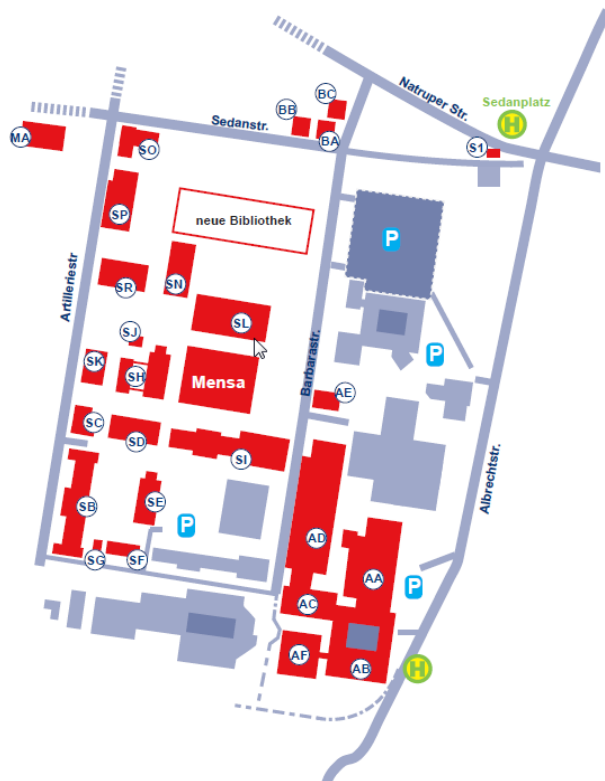 Natruper Str.
Sedanplatz
H
BC
BB
BA
Sedanstr.
MA
SO
S1
SP
neue Bibliothek
P
SN
SR
Artilleriestr
SL
SJ
Barbarastr.
P
SK
SH
Mensa
AE
SC
SD
SI
Albrechtstr.
SB
SE
P
AD
AA
P
SG
SF
AC
AF
AB
H